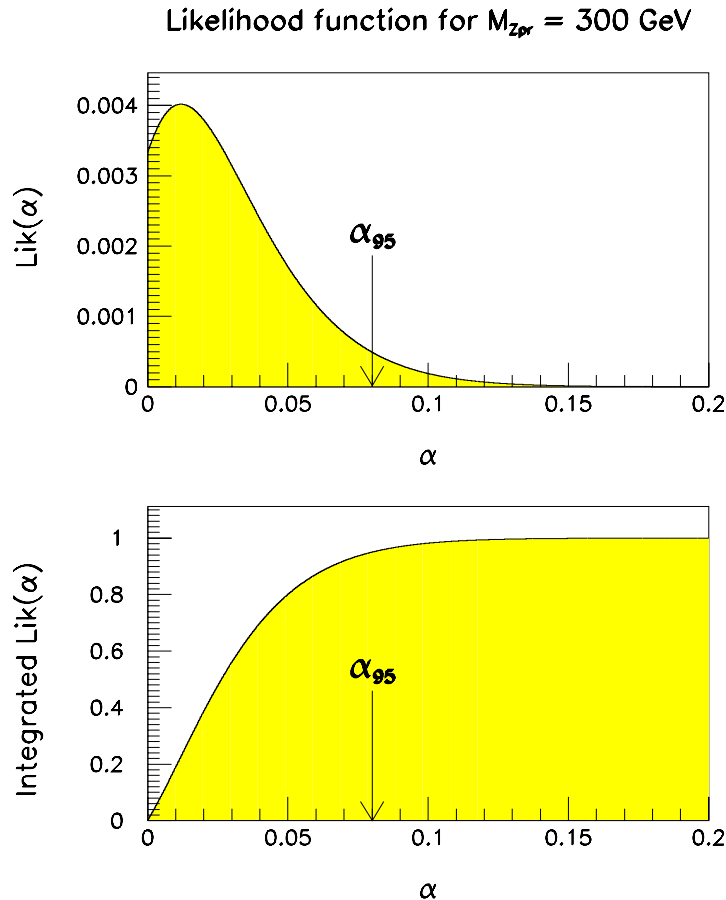 Likelihood function for M_Zpr = 300 GeV
Lik(α)
0.004
0.003
0.002
0.001
0
α95
0 0.05 0.1 0.15 0.2
α
Integrated Lik(α)
1
0.8
0.6
0.4
0.2
0
α95
0 0.05 0.1 0.15 0.2
α